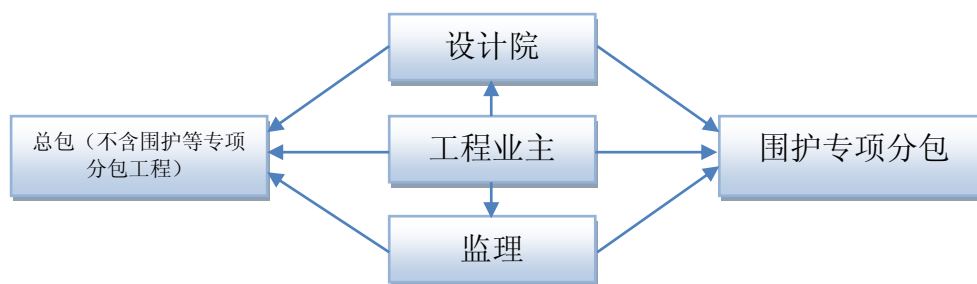 设计院
总包（不含围护等专项
分包工程）
工程业主
围护专项分包
监理